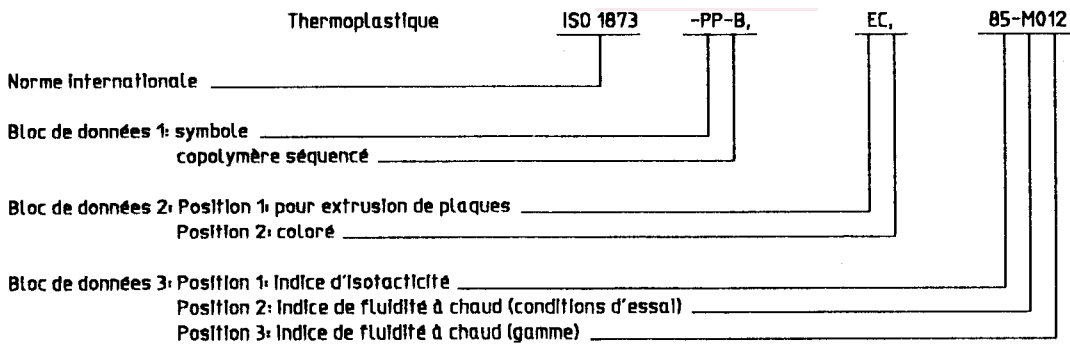 Thermoplastique ISO 1873 -PP-B, EC, 85-M012
Norme internationale
Bloc de données 1: symbole
copolymère séquencé
Bloc de données 2: Position 1: pour extrusion de plaques
Position 2: coloré
Bloc de données 3: Position 1: indice d'isotacticité
Position 2: indice de fluidité à chaud (conditions d'essai)
Position 3: indice de fluidité à chaud (gamme)